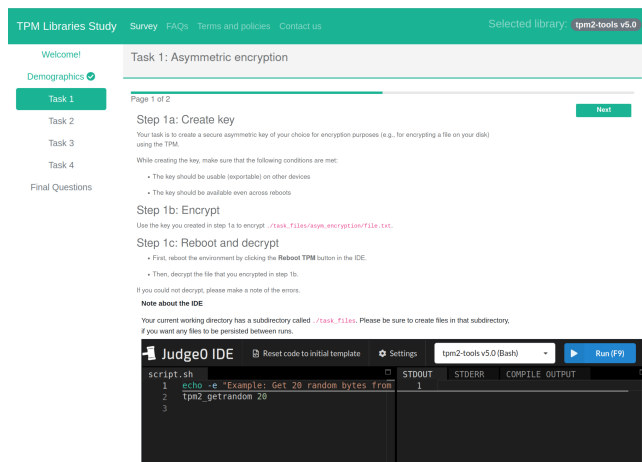 TPM Libraries Study Survey FAQs Terms and policies Contact us Selected library: tpm2-tools v5.0
Welcome!
Demographics
Task 1
Task 2
Task 3
Task 4
Final Questions
Task 1: Asymmetric encryption
Page 1 of 2
Next
Step 1a: Create key
Your task is to create a secure asymmetric key of your choice for encryption purposes (e.g., for encrypting a file on your disk)
using the TPM.
While creating the key, make sure that the following conditions are met:
• The key should be usable (exportable) on other devices
• The key should be available even across reboots
Step 1b: Encrypt
Use the key you created in step 1a to encrypt ./task_files/asym_encryption/file.txt.
Step 1c: Reboot and decrypt
• First, reboot the environment by clicking the Reboot TPM button in the IDE.
• Then, decrypt the file that you encrypted in step 1b.
If you could not decrypt, please make a note of the errors.
Note about the IDE
Your current working directory has a subdirectory called ./task_files. Please be sure to create files in that subdirectory,
if you want any files to be persisted between runs.
Judge0 IDE Reset code to initial template Settings tpm2-tools v5.0 (Bash) Run (F9)
script.sh STDOUT STDERR COMPILE OUTPUT
1 echo -e "Example: Get 20 random bytes from 1
2 tpm2_getrandom 20
3